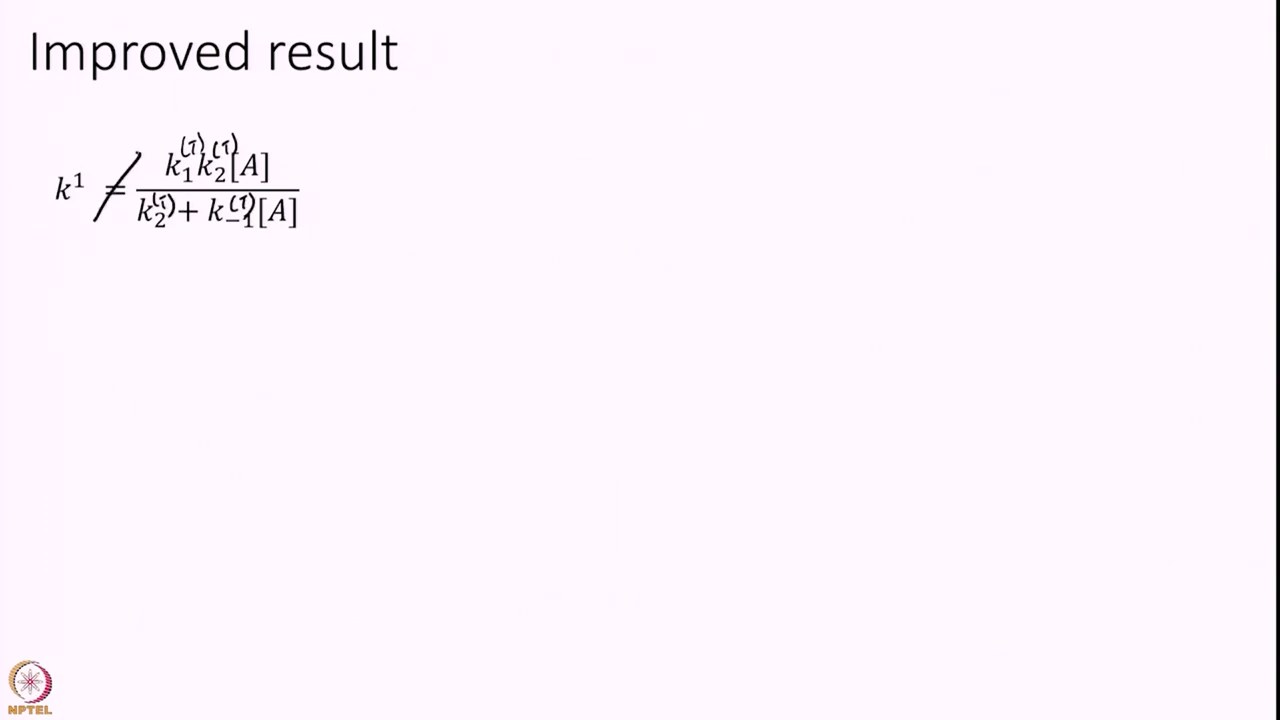 Improved result
k¹ ≠ k₁^(T) k₂^(T) [A]
k₂^(T) + k₋₁^(T) [A]
NPTEL